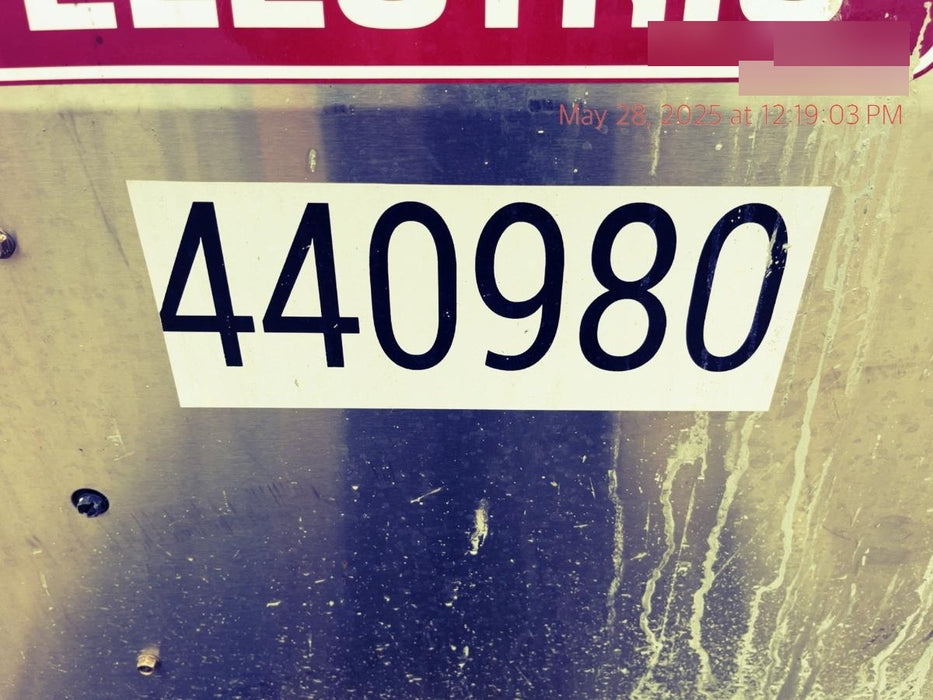 ELECTRIC
May 28, 2025 at 12:19:03 PM
440980